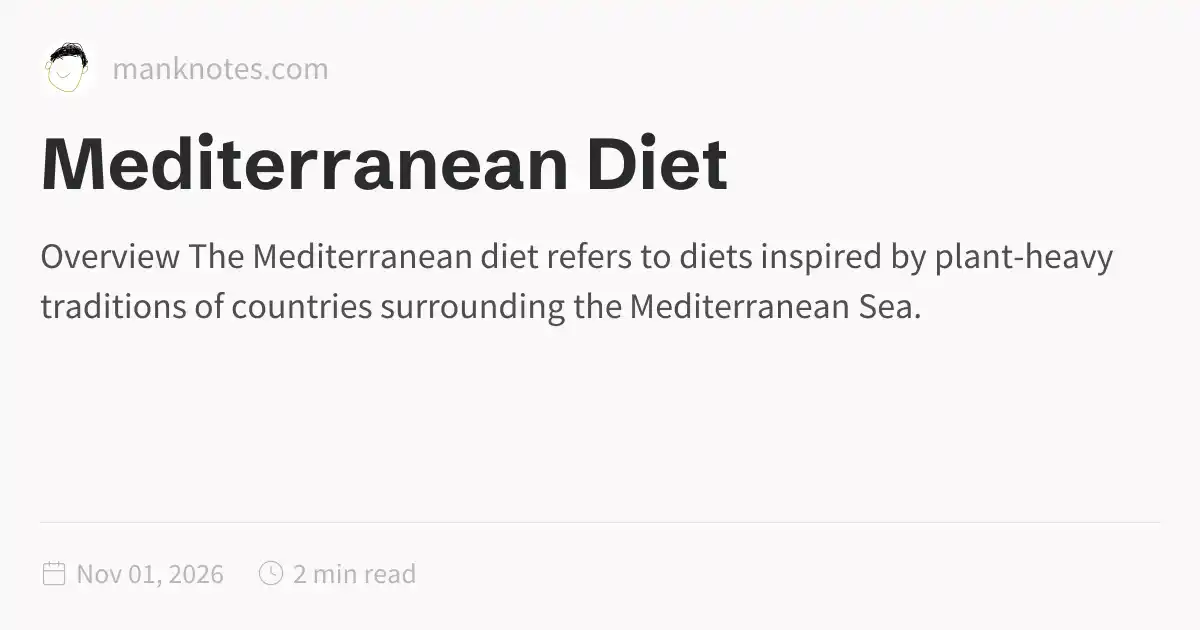 manknotes.com
Mediterranean Diet
Overview The Mediterranean diet refers to diets inspired by plant-heavy
traditions of countries surrounding the Mediterranean Sea.
Nov 01, 2026 2 min read